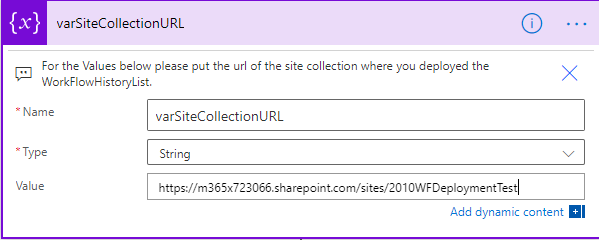 {x} varSiteCollectionURL
For the Values below please put the url of the site collection where you deployed the
WorkFlowHistoryList.
* Name
varSiteCollectionURL
* Type
String
Value
https://m365x723066.sharepoint.com/sites/2010WFDeploymentTest
Add dynamic content